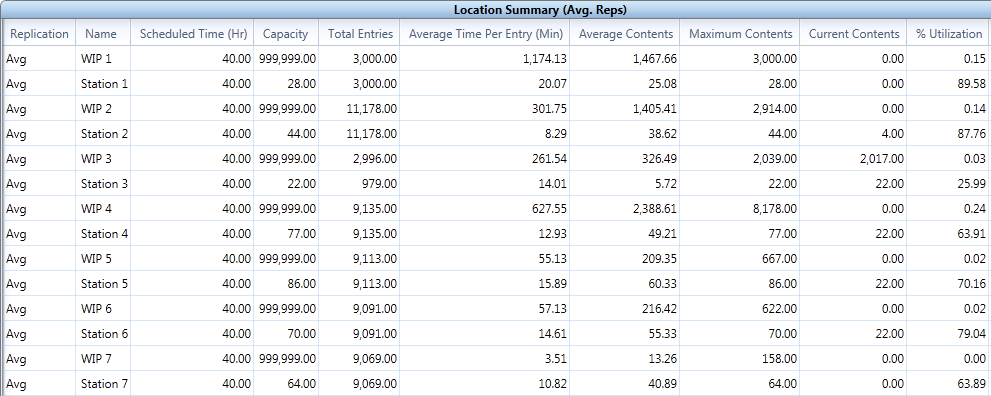 Location Summary (Avg. Reps)
Replication Name Scheduled Time (Hr) Capacity Total Entries Average Time Per Entry (Min) Average Contents Maximum Contents Current Contents % Utilization
Avg WIP 1 40.00 999,999.00 3,000.00 1,174.13 1,467.66 3,000.00 0.00 0.15
Avg Station 1 40.00 28.00 3,000.00 20.07 25.08 28.00 0.00 89.58
Avg WIP 2 40.00 999,999.00 11,178.00 301.75 1,405.41 2,914.00 0.00 0.14
Avg Station 2 40.00 44.00 11,178.00 8.29 38.62 44.00 4.00 87.76
Avg WIP 3 40.00 999,999.00 2,996.00 261.54 326.49 2,039.00 2,017.00 0.03
Avg Station 3 40.00 22.00 979.00 14.01 5.72 22.00 22.00 25.99
Avg WIP 4 40.00 999,999.00 9,135.00 627.55 2,388.61 8,178.00 0.00 0.24
Avg Station 4 40.00 77.00 9,135.00 12.93 49.21 77.00 22.00 63.91
Avg WIP 5 40.00 999,999.00 9,113.00 55.13 209.35 667.00 0.00 0.02
Avg Station 5 40.00 86.00 9,113.00 15.89 60.33 86.00 22.00 70.16
Avg WIP 6 40.00 999,999.00 9,091.00 57.13 216.42 622.00 0.00 0.02
Avg Station 6 40.00 70.00 9,091.00 14.61 55.33 70.00 22.00 79.04
Avg WIP 7 40.00 999,999.00 9,069.00 3.51 13.26 158.00 0.00 0.00
Avg Station 7 40.00 64.00 9,069.00 10.82 40.89 64.00 0.00 63.89